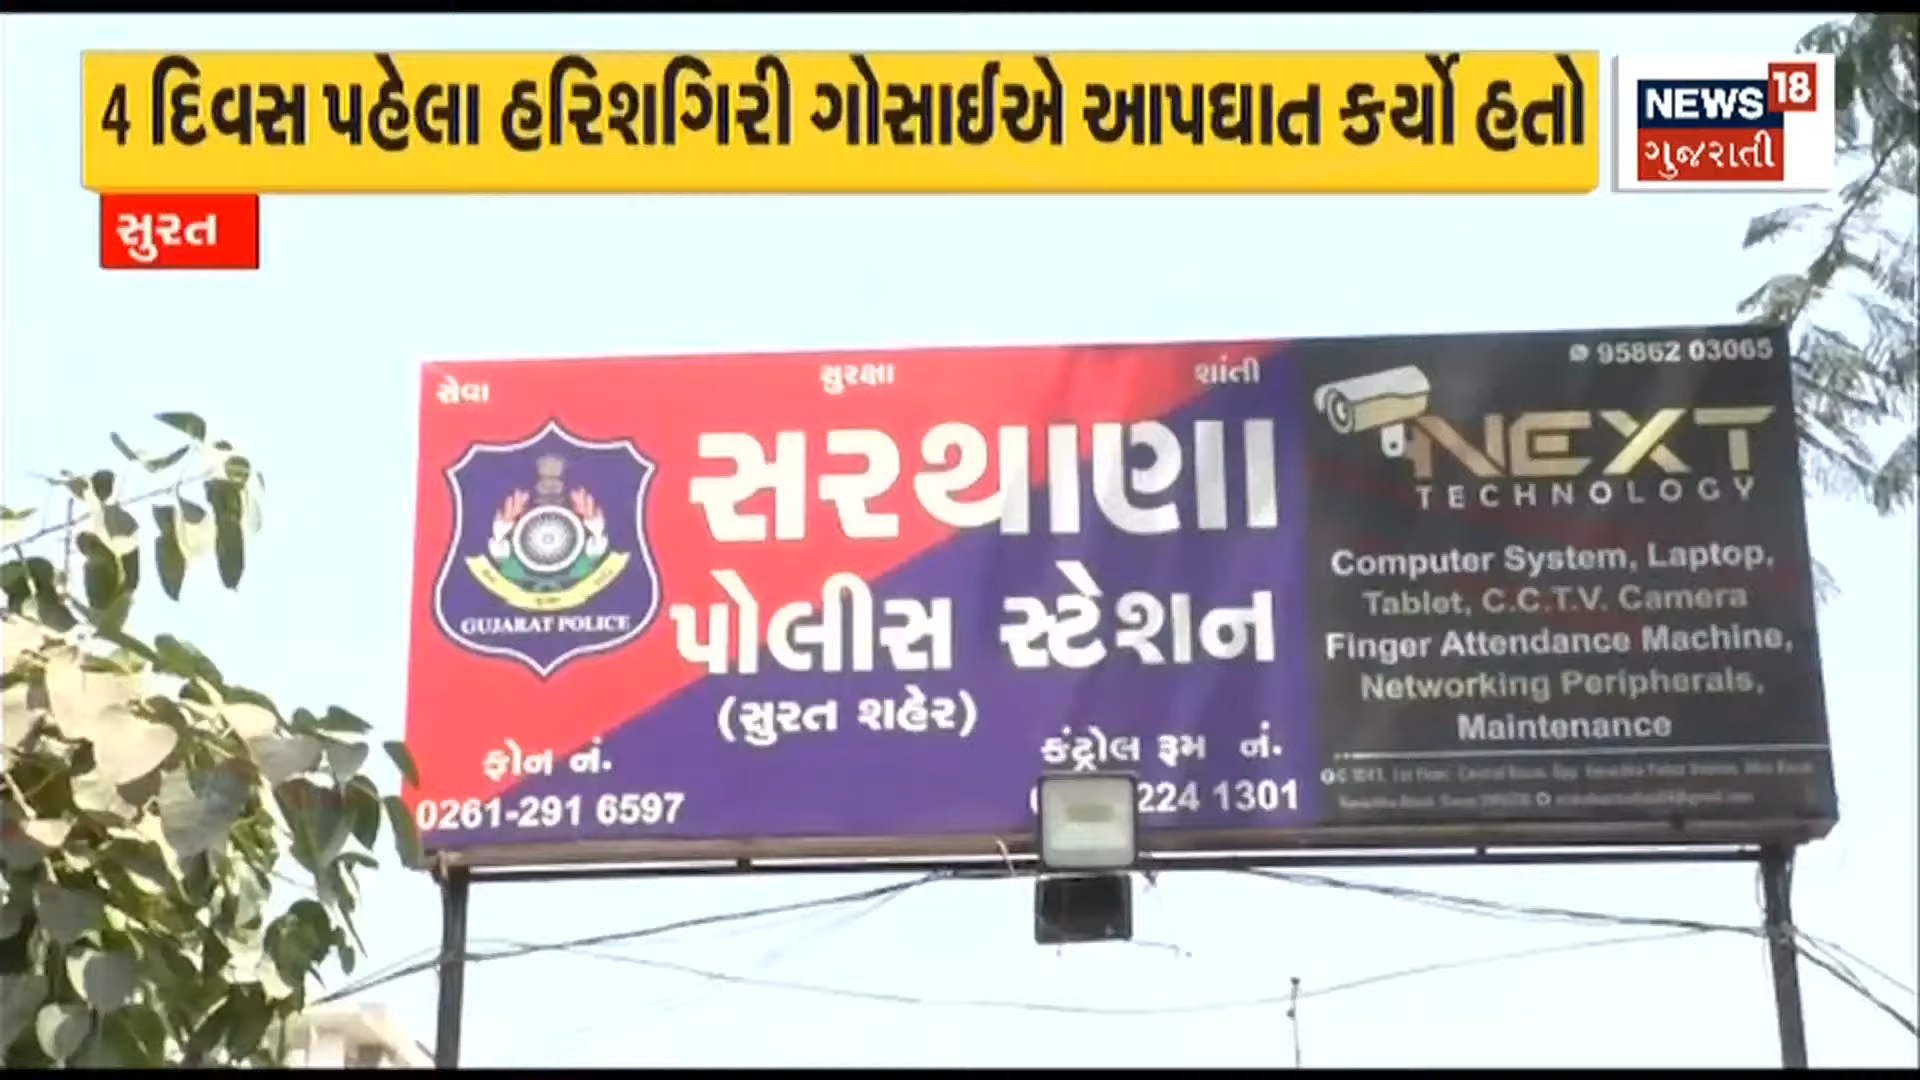 4 દિવસ પહેલા હરિશગિરી ગોસાઈએ આપઘાત કર્યો હતો
NEWS 18
ગુજરાતી
સુરત
સેવા સુરક્ષા શાંતી
સરથાણા
પોલીસ સ્ટેશન
(સુરત શહેર)
GUJARAT POLICE
ફોન નં.
0261-291 6597
કંટ્રોલ રૂમ નં.
224 1301
95862 03065
NEXT
TECHNOLOGY
Computer System, Laptop,
Tablet, C.C.T.V. Camera
Finger Attendance Machine,
Networking Peripherals,
Maintenance